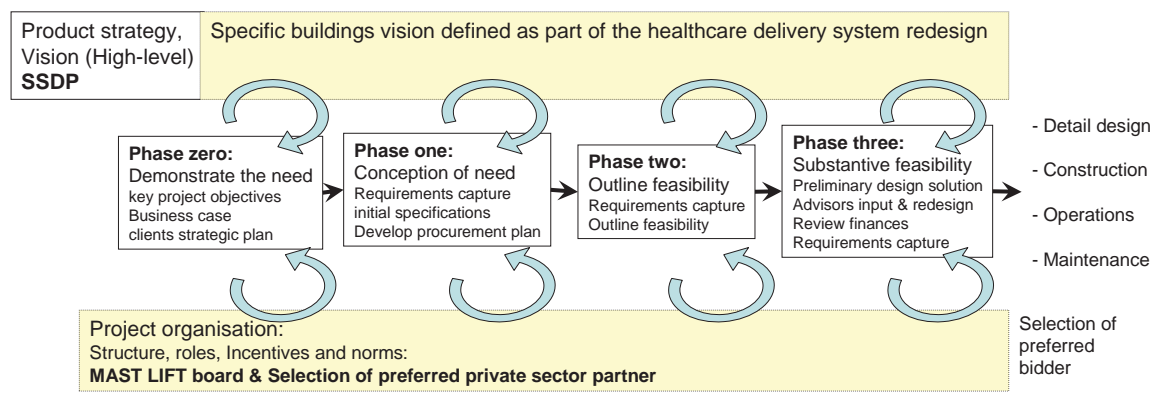 Product strategy,
Vision (High-level)
SSDP
Specific buildings vision defined as part of the healthcare delivery system redesign
Phase zero:
Demonstrate the need
key project objectives
Business case
clients strategic plan
Phase one:
Conception of need
Requirements capture
initial specifications
Develop procurement plan
Phase two:
Outline feasibility
Requirements capture
Outline feasibility
Phase three:
Substantive feasibility
Preliminary design solution
Advisors input & redesign
Review finances
Requirements capture
- Detail design
- Construction
- Operations
- Maintenance
Project organisation:
Structure, roles, Incentives and norms:
MAST LIFT board & Selection of preferred private sector partner
Selection of
preferred
bidder